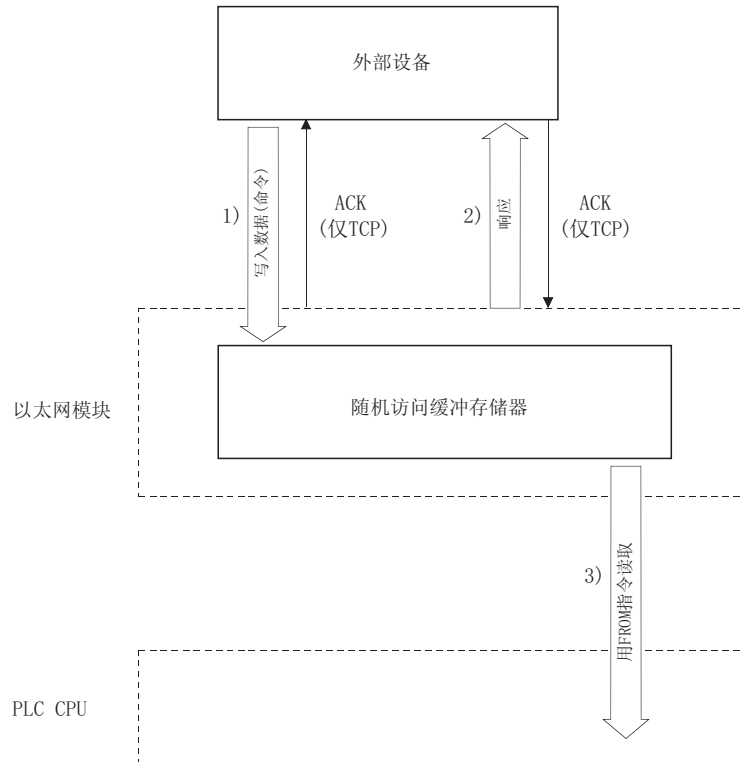 外部设备
1)
写入数据(命令)
ACK
(仅TCP)
2)
响应
ACK
(仅TCP)
以太网模块
随机访问缓冲存储器
3)
用FROM指令读取
PLC CPU